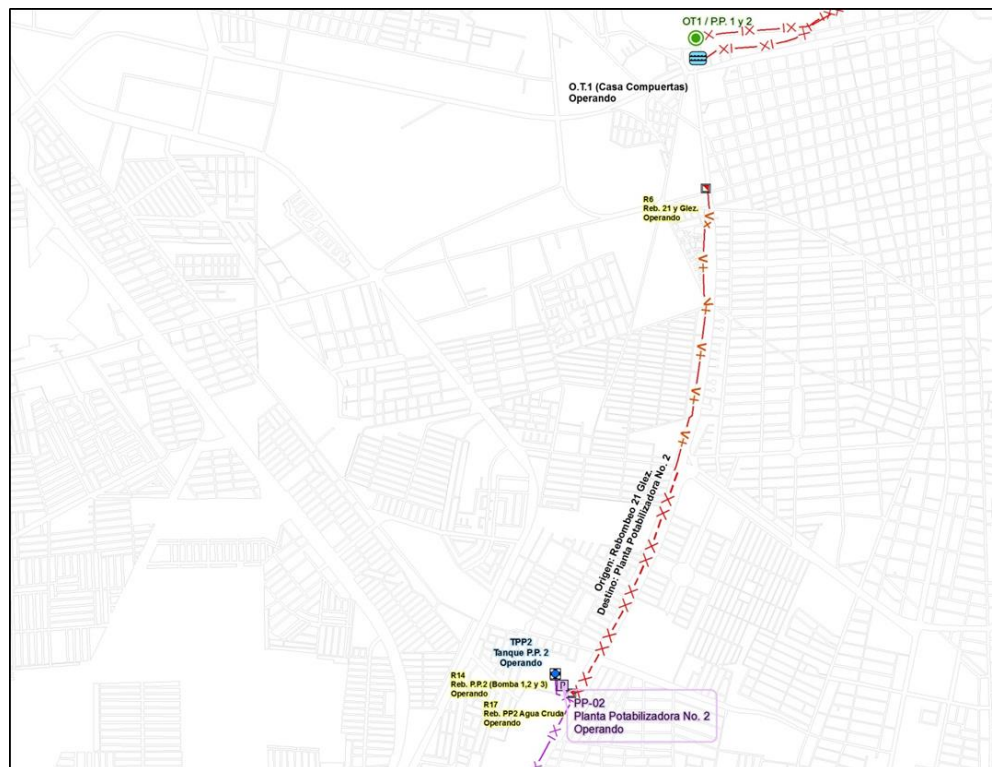 OT1 / P.P. 1 y 2
O.T.1 (Casa Compuertas)
Operando
R6
Reb. 21 y Glez.
Operando
Origen: Rebombeo 21 Glez.
Destino: Planta Potabilizadora No. 2
TPP2
Tanque P.P. 2
Operando
R14
Reb. P.P.2 (Bomba 1,2 y 3)
Operando
R17
Reb. PP2 Agua Cruda
Operando
P
PP-02
Planta Potabilizadora No. 2
Operando